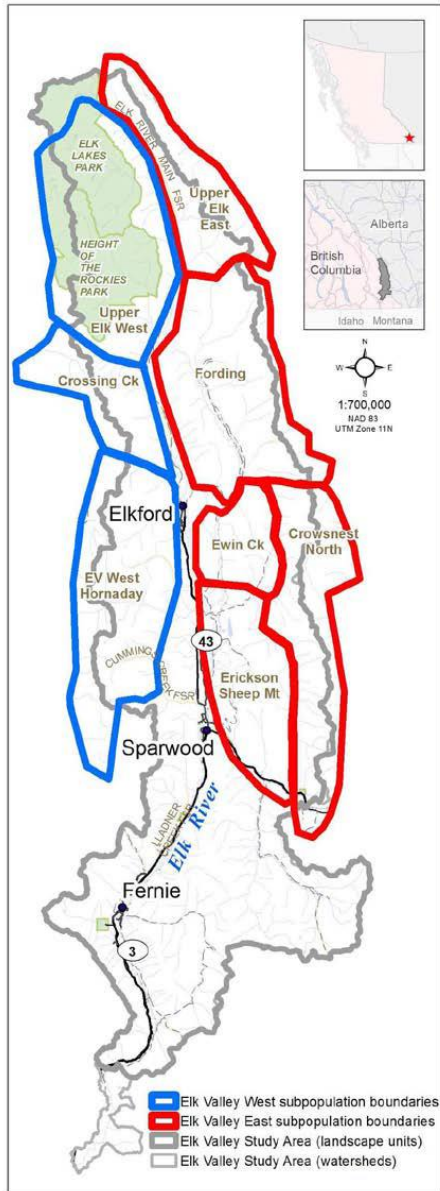 Alberta
British
Columbia
Idaho Montana
N
W E
S
1:700,000
NAD 83
UTM Zone 11N
ELK RIVER MAIN FSR
ELK
LAKES
PARK
Upper
Elk
East
HEIGHT
OF THE
ROCKIES
PARK
Upper
Elk West
Crossing Ck
Fording
Elkford
Ewin Ck
Crowsnest
North
EV West
Hornaday
43
CUMMINGS CREEK FSR
Erickson
Sheep Mt
Sparwood
Elk River
Fernie
3
Elk Valley West subpopulation boundaries
Elk Valley East subpopulation boundaries
Elk Valley Study Area (landscape units)
Elk Valley Study Area (watersheds)